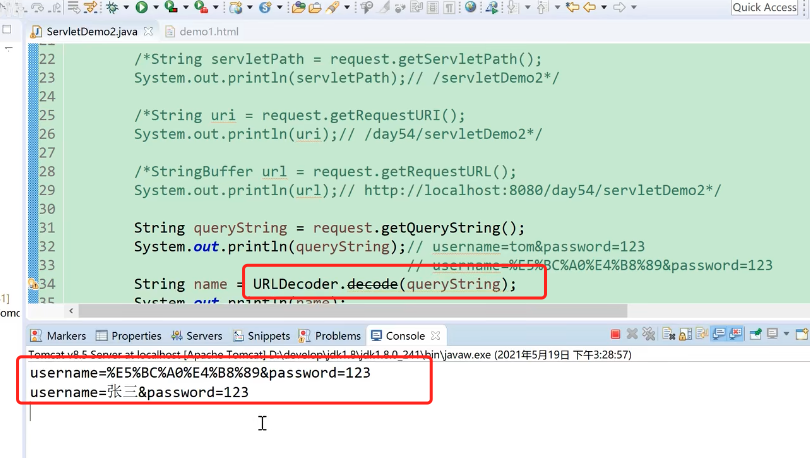 Quick Access
ServletDemo2.java
demo1.html
22 /*String servletPath = request.getServletPath();
23 System.out.println(servletPath);// /servletDemo2*/
24
25 /*String uri = request.getRequestURI();
26 System.out.println(uri);// /day54/servletDemo2*/
27
28 /*StringBuffer url = request.getRequestURL();
29 System.out.println(url);// http://localhost:8080/day54/servletDemo2*/
30
31 String queryString = request.getQueryString();
32 System.out.println(queryString);// username=tom&password=123
33 // username=%E5%BC%A0%E4%B8%89&password=123
34 String name = URLDecoder.decode(queryString);
System.out.println(name);
Markers Properties Servers Snippets Problems Console
Tomcat v8.5 Server at localhost [Apache Tomcat] D:\develop\jdk1.8\jdk1.8.0_241\bin\javaw.exe (2021年5月19日 下午3:28:57)
username=%E5%BC%A0%E4%B8%89&password=123
username=张三&password=123